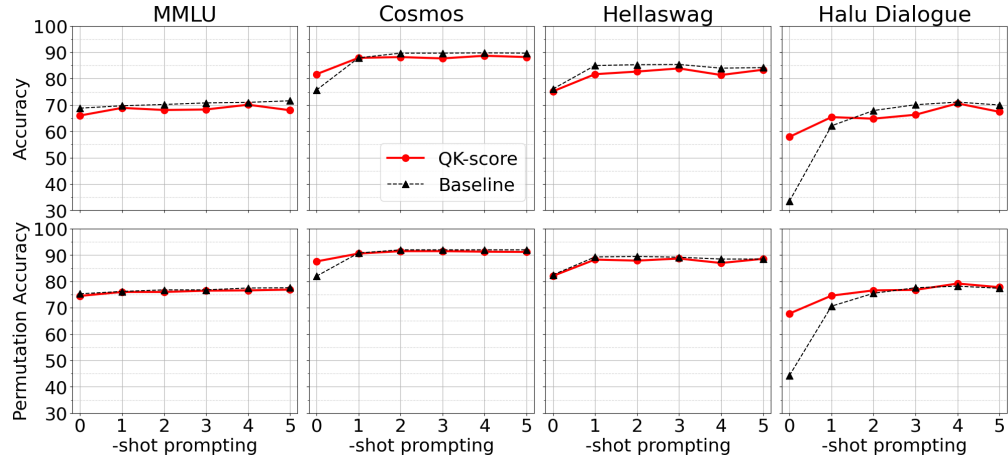 MMLU
Cosmos
Hellaswag
Halu Dialogue
Accuracy
100
90
80
70
60
50
40
30
QK-score
Baseline
Permutation Accuracy
100
90
80
70
60
50
40
30
0 1 2 3 4 5
-shot prompting
0 1 2 3 4 5
-shot prompting
0 1 2 3 4 5
-shot prompting
0 1 2 3 4 5
-shot prompting